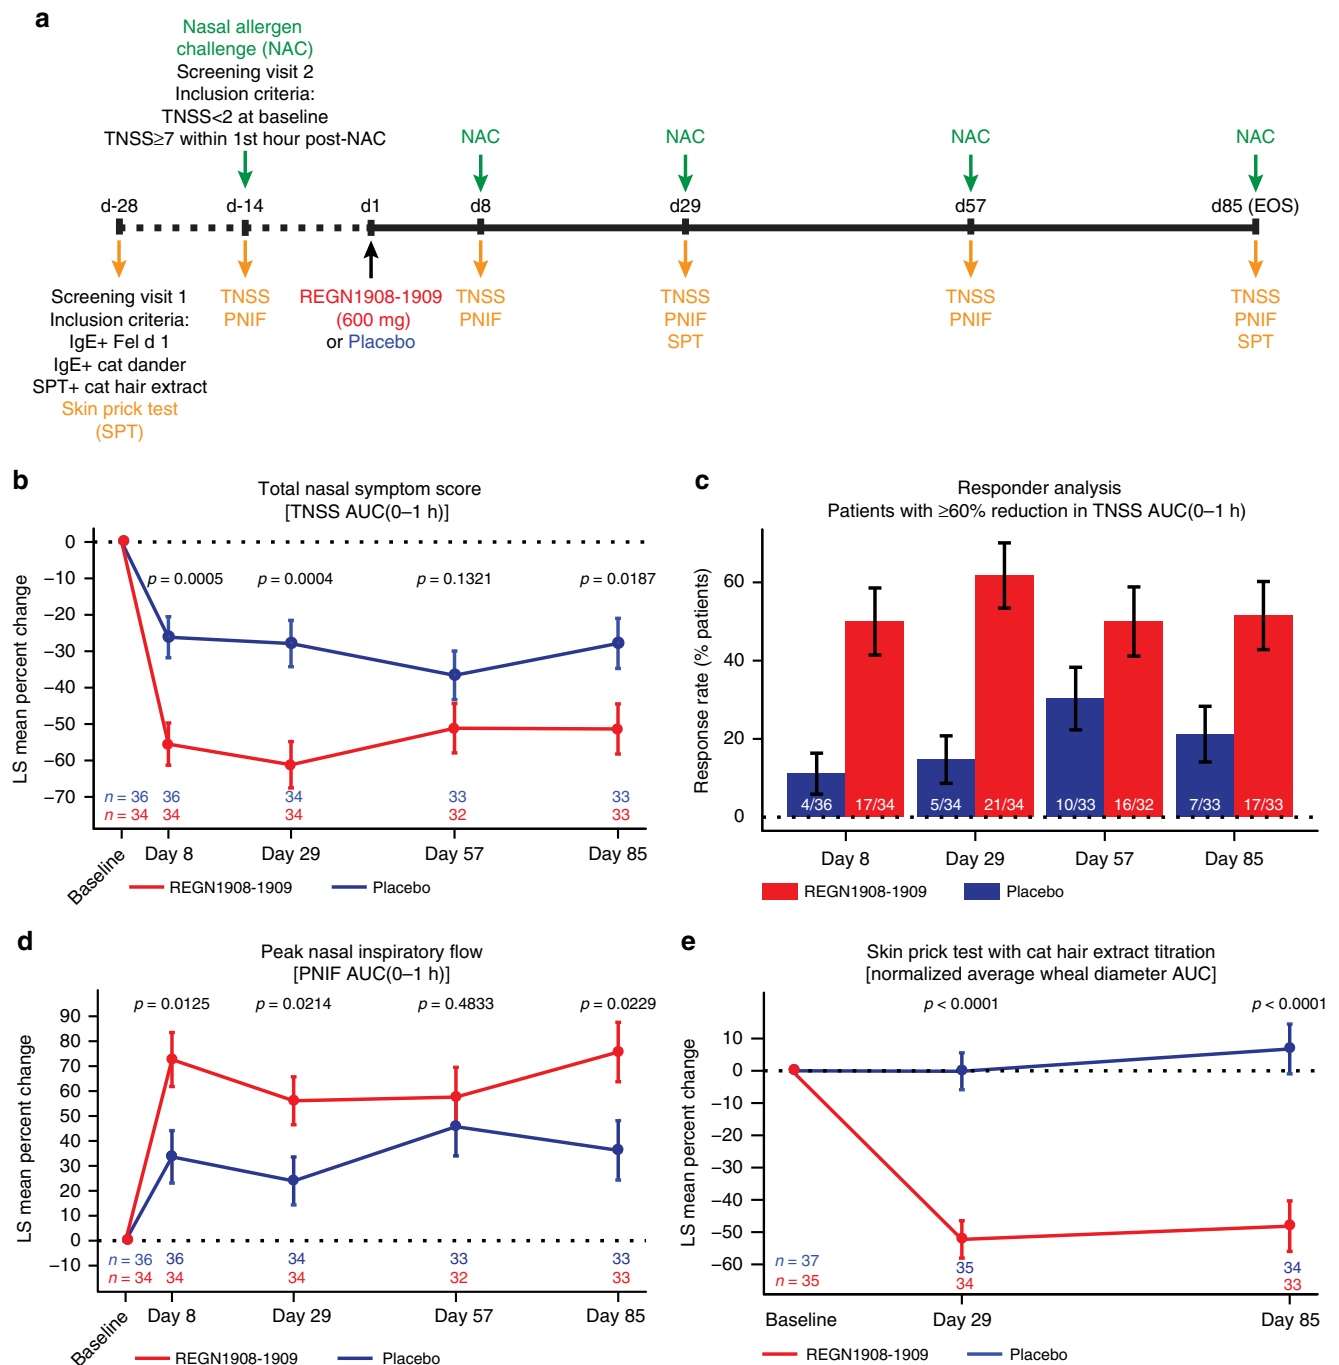 a
Nasal allergen
challenge (NAC)
Screening visit 2
Inclusion criteria:
TNSS<2 at baseline
TNSS≥7 within 1st hour post-NAC
NAC
NAC
NAC
NAC
d-28
d-14
d1
d8
d29
d57
d85 (EOS)
Screening visit 1
Inclusion criteria:
IgE+ Fel d 1
IgE+ cat dander
SPT+ cat hair extract
Skin prick test
(SPT)
TNSS
PNIF
REGN1908-1909
(600 mg)
or Placebo
TNSS
PNIF
TNSS
PNIF
SPT
TNSS
PNIF
TNSS
PNIF
SPT
b
Total nasal symptom score
[TNSS AUC(0–1 h)]
LS mean percent change
0
−10
−20
−30
−40
−50
−60
−70
p = 0.0005
p = 0.0004
p = 0.1321
p = 0.0187
n = 36 36 34 33 33
n = 34 34 34 32 33
Baseline Day 8 Day 29 Day 57 Day 85
REGN1908-1909 Placebo
c
Responder analysis
Patients with ≥60% reduction in TNSS AUC(0–1 h)
Response rate (% patients)
60
40
20
0
4/36 17/34 5/34 21/34 10/33 16/32 7/33 17/33
Day 8 Day 29 Day 57 Day 85
REGN1908-1909 Placebo
d
Peak nasal inspiratory flow
[PNIF AUC(0–1 h)]
LS mean percent change
90
80
70
60
50
40
30
20
10
0
−10
p = 0.0125
p = 0.0214
p = 0.4833
p = 0.0229
n = 36 36 34 33 33
n = 34 34 34 32 33
Baseline Day 8 Day 29 Day 57 Day 85
REGN1908-1909 Placebo
e
Skin prick test with cat hair extract titration
[normalized average wheal diameter AUC]
LS mean percent change
10
0
−10
−20
−30
−40
−50
−60
p < 0.0001
p < 0.0001
n = 37 35 34
n = 35 34 33
Baseline Day 29 Day 85
REGN1908-1909 Placebo